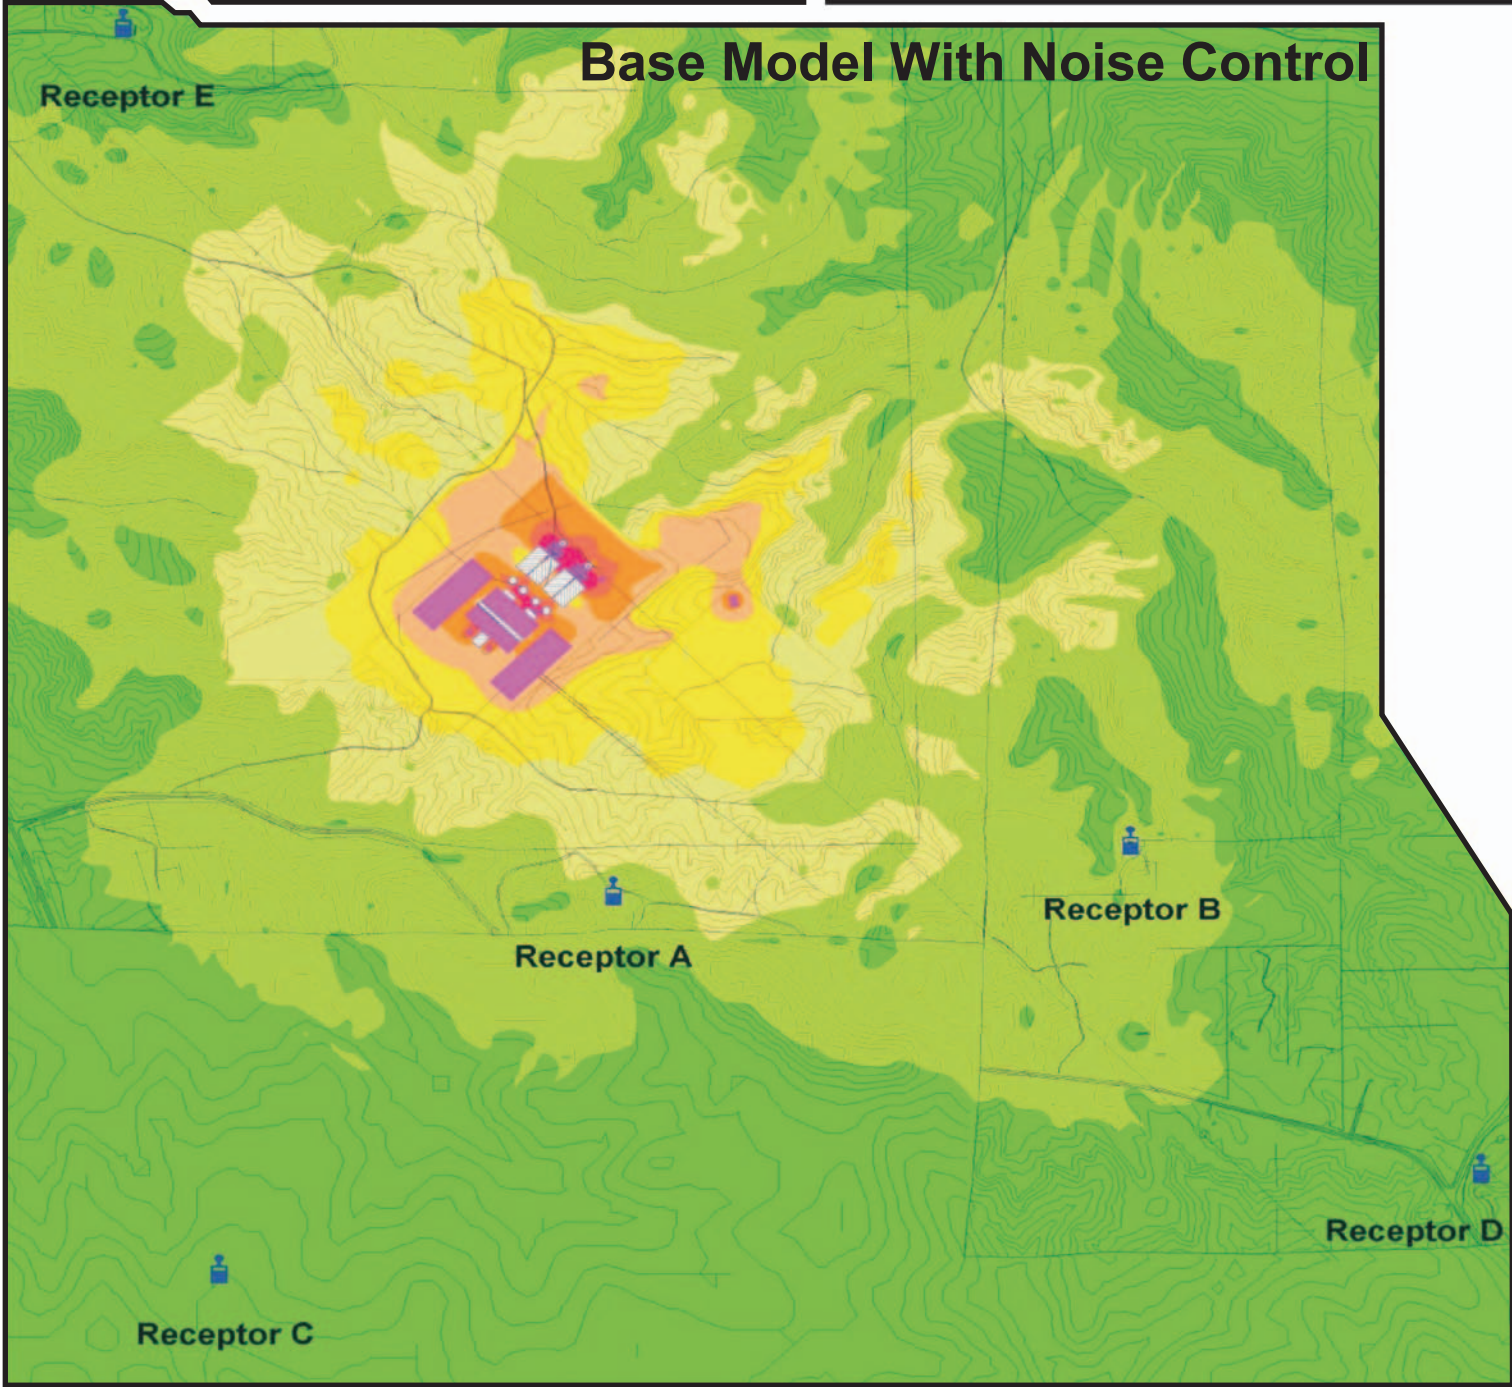 Base Model With Noise Control
Receptor E
Receptor B
Receptor A
Receptor D
Receptor C